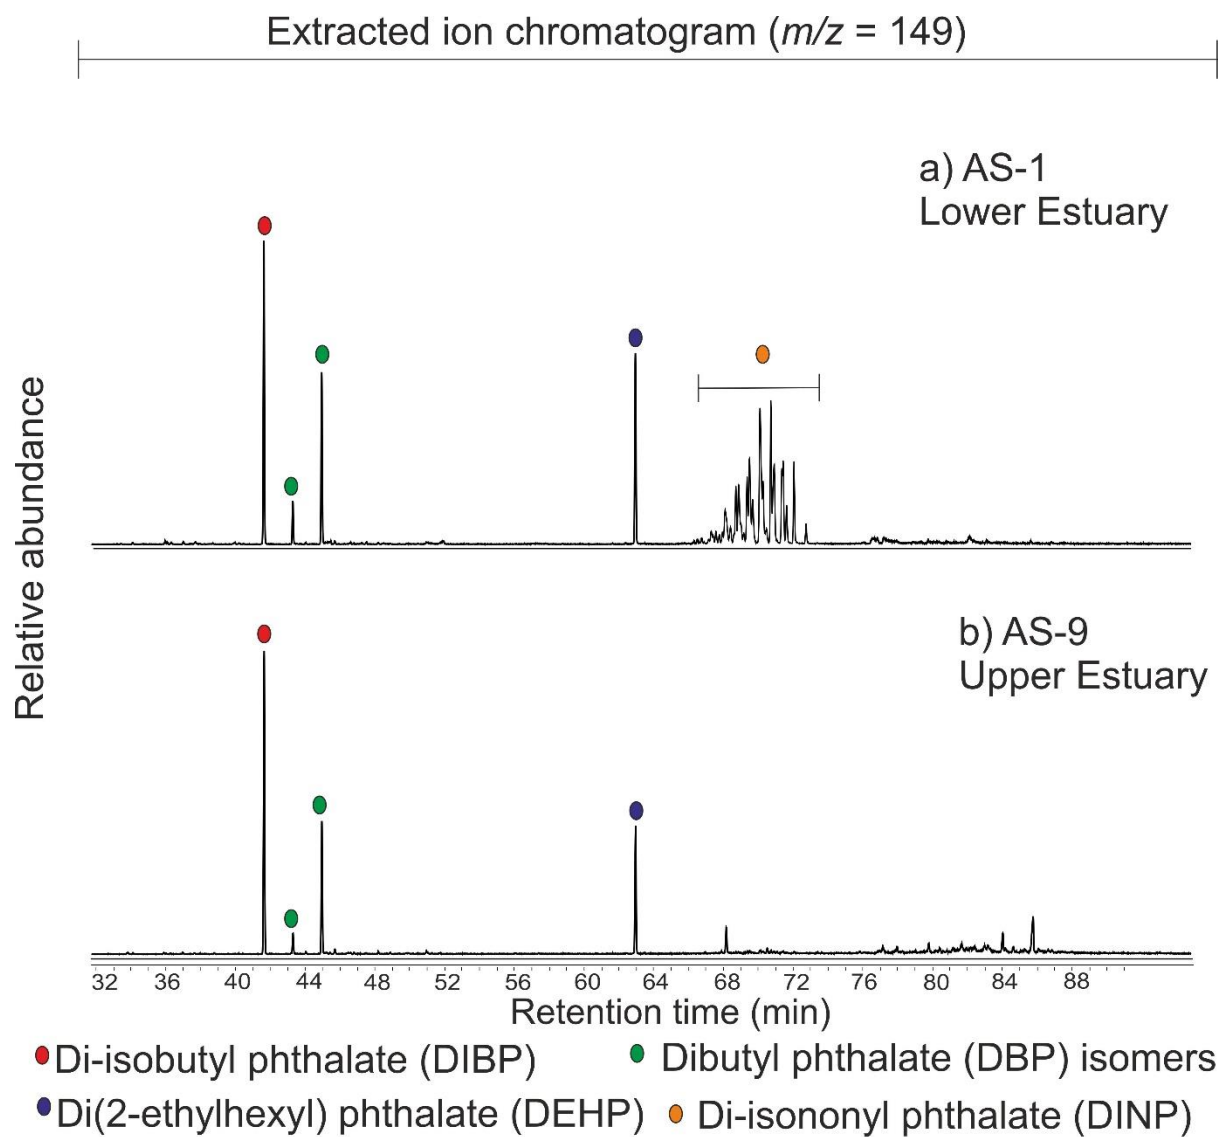 Extracted ion chromatogram (m/z = 149)
a) AS-1
Lower Estuary
Relative abundance
b) AS-9
Upper Estuary
32 36 40 44 48 52 56 60 64 68 72 76 80 84 88
Retention time (min)
Di-isobutyl phthalate (DIBP) Dibutyl phthalate (DBP) isomers
Di(2-ethylhexyl) phthalate (DEHP) Di-isononyl phthalate (DINP)